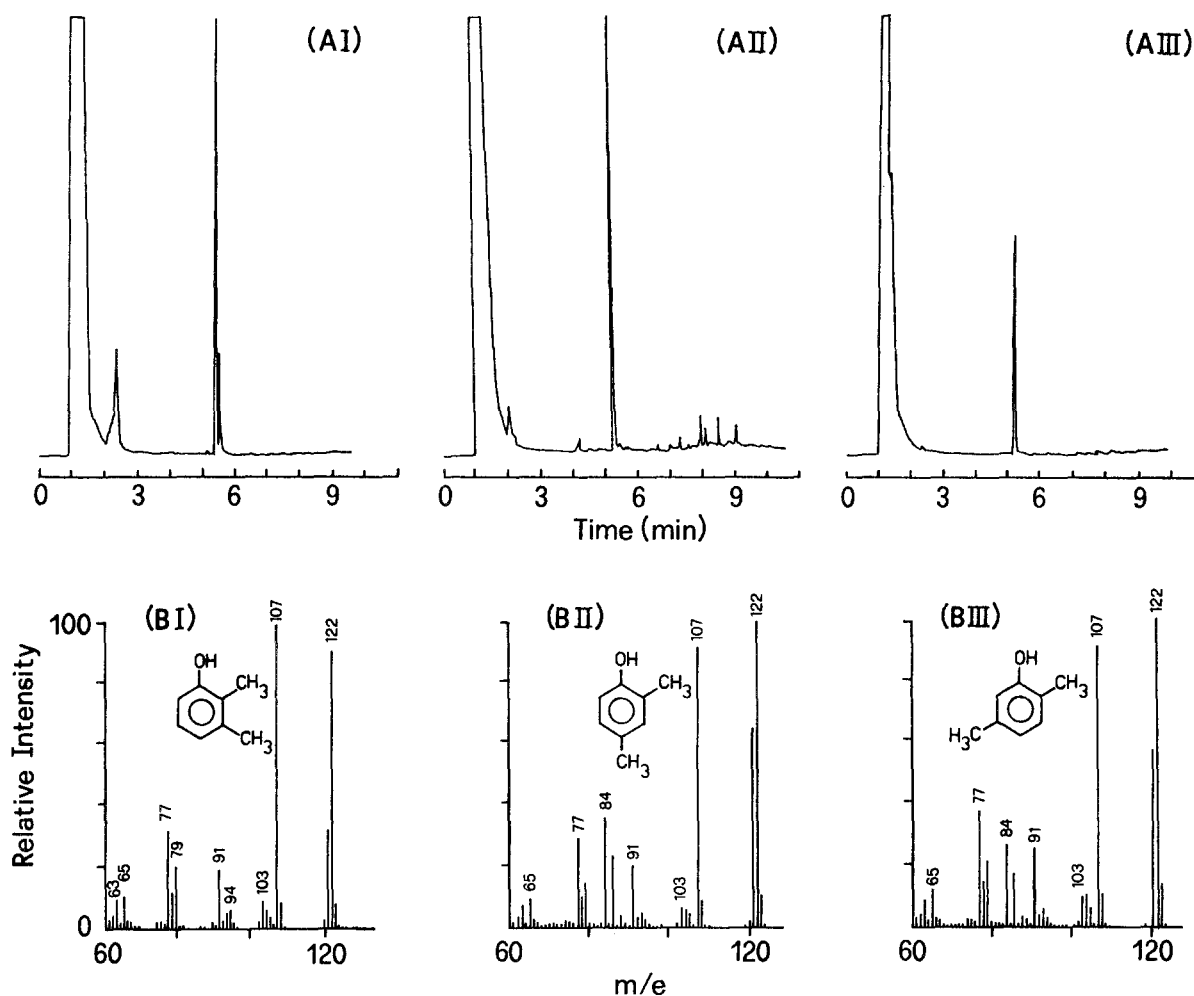 (AI)
(AII)
(AIII)
0 3 6 9
0 3 6 9
0 3 6 9
Time (min)
Relative Intensity
100
0
(BI)
OH
CH3
CH3
63
65
77
79
91
94
103
107
122
60 120
(BII)
OH
CH3
CH3
65
77
84
91
103
107
122
60 120
(BIII)
OH
CH3
H3C
65
77
84
91
103
107
122
60 120
m/e